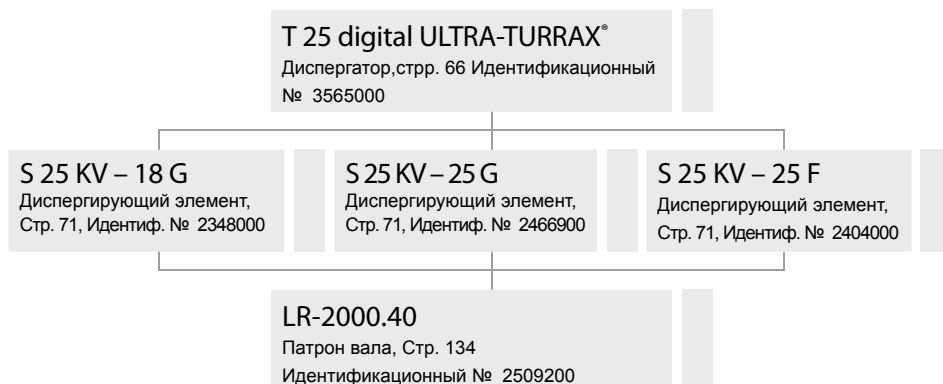 T 25 digital ULTRA-TURRAX®
Диспергатор,стрр. 66 Идентификационный
№ 3565000
S 25 KV – 18 G
Диспергирующий элемент,
Стр. 71, Идентиф. № 2348000
S 25 KV – 25 G
Диспергирующий элемент,
Стр. 71, Идентиф. № 2466900
S 25 KV – 25 F
Диспергирующий элемент,
Стр. 71, Идентиф. № 2404000
LR-2000.40
Патрон вала, Стр. 134
Идентификационный № 2509200